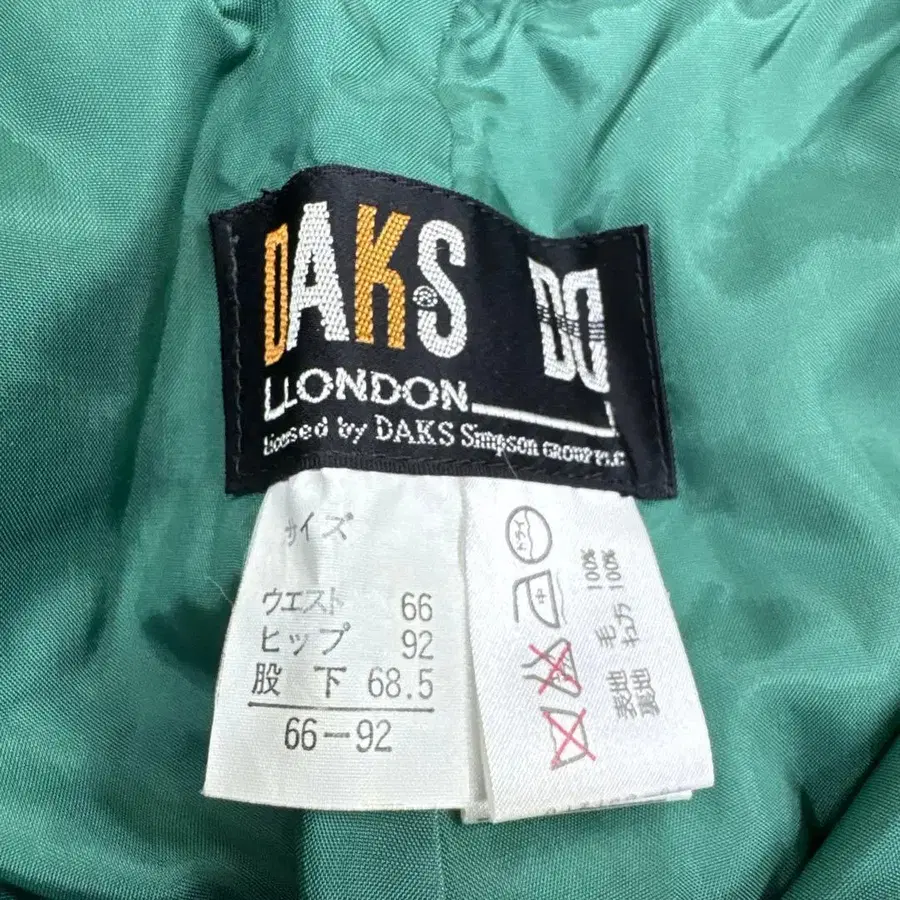 DAKS®
DD
LONDON
Licensed by DAKS Simpson GROUP PLC
サイズ
ウエスト 66
ヒップ 92
股 下 68.5
66-92
表地 毛 100%
裏地 キュプラ 100%